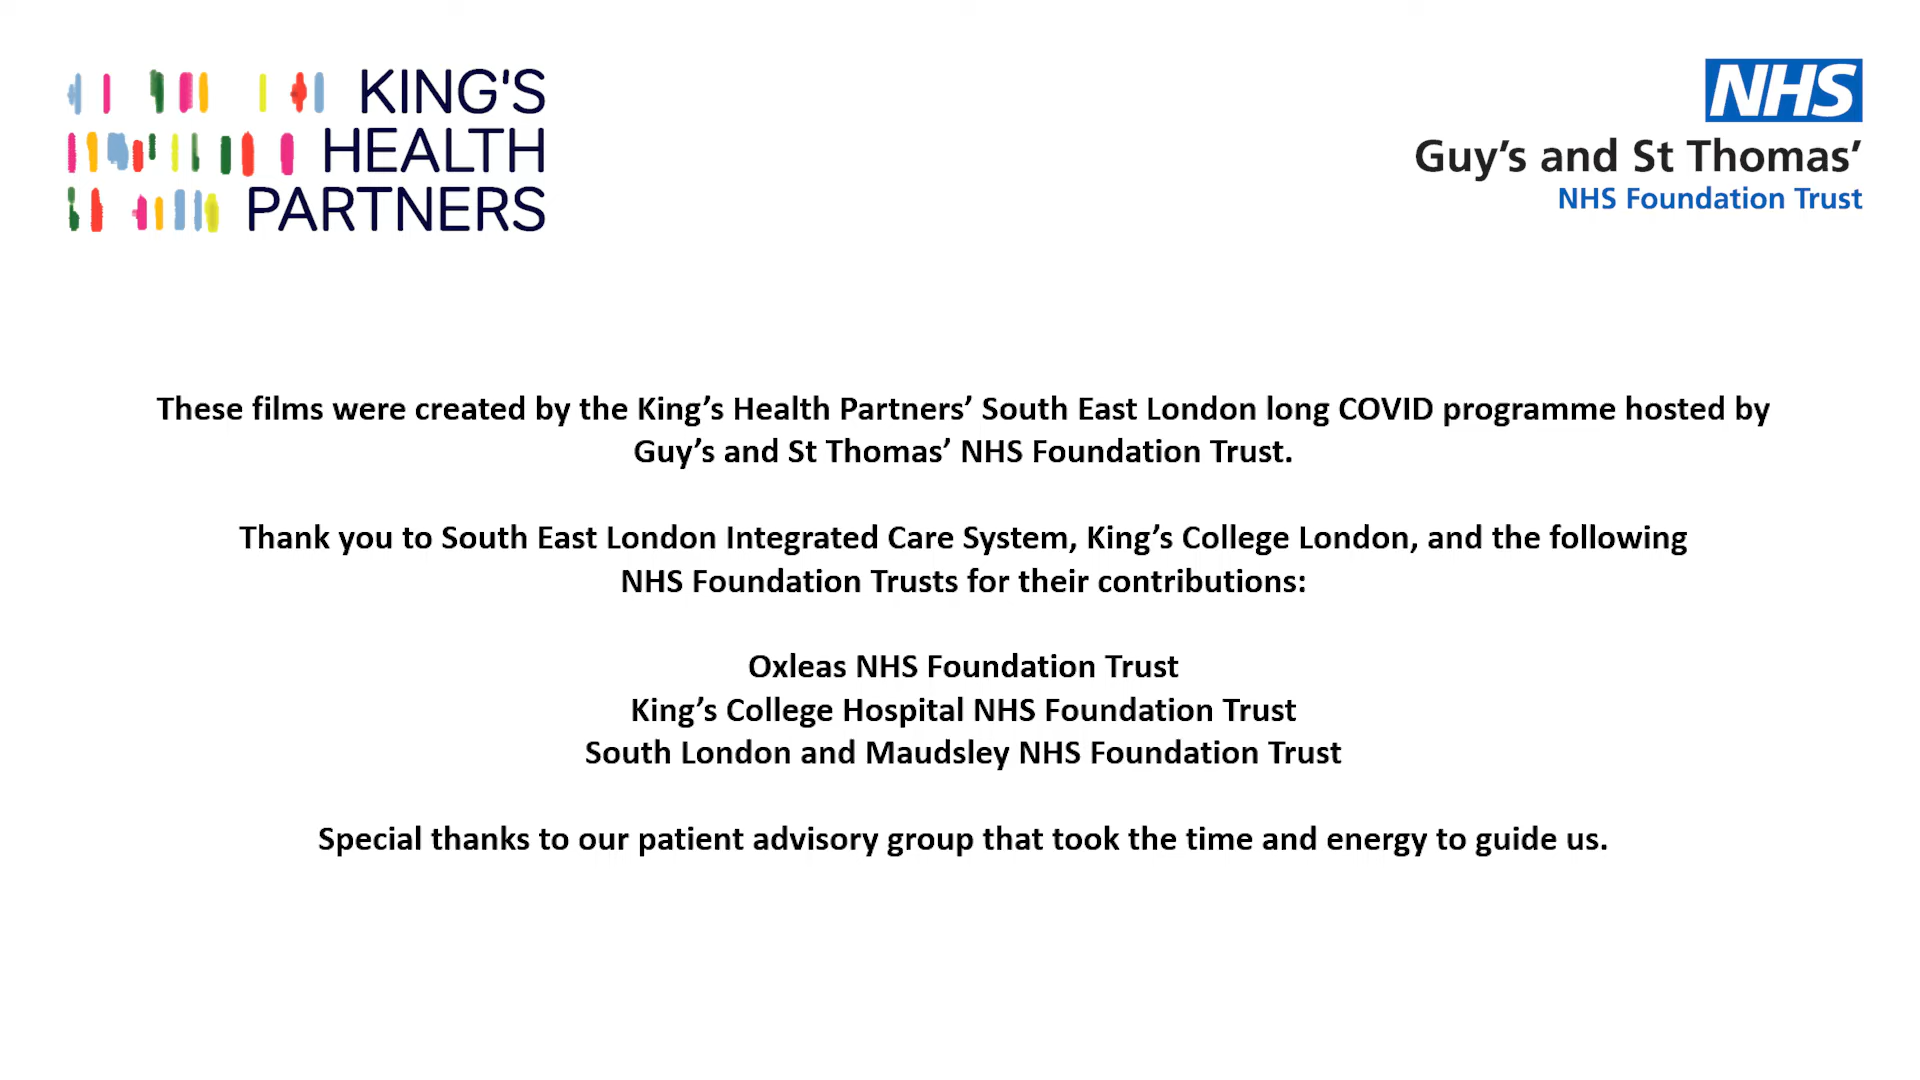 KING'S
HEALTH
PARTNERS
NHS
Guy's and St Thomas'
NHS Foundation Trust
These films were created by the King's Health Partners' South East London long COVID programme hosted by
Guy's and St Thomas' NHS Foundation Trust.
Thank you to South East London Integrated Care System, King's College London, and the following
NHS Foundation Trusts for their contributions:
Oxleas NHS Foundation Trust
King's College Hospital NHS Foundation Trust
South London and Maudsley NHS Foundation Trust
Special thanks to our patient advisory group that took the time and energy to guide us.